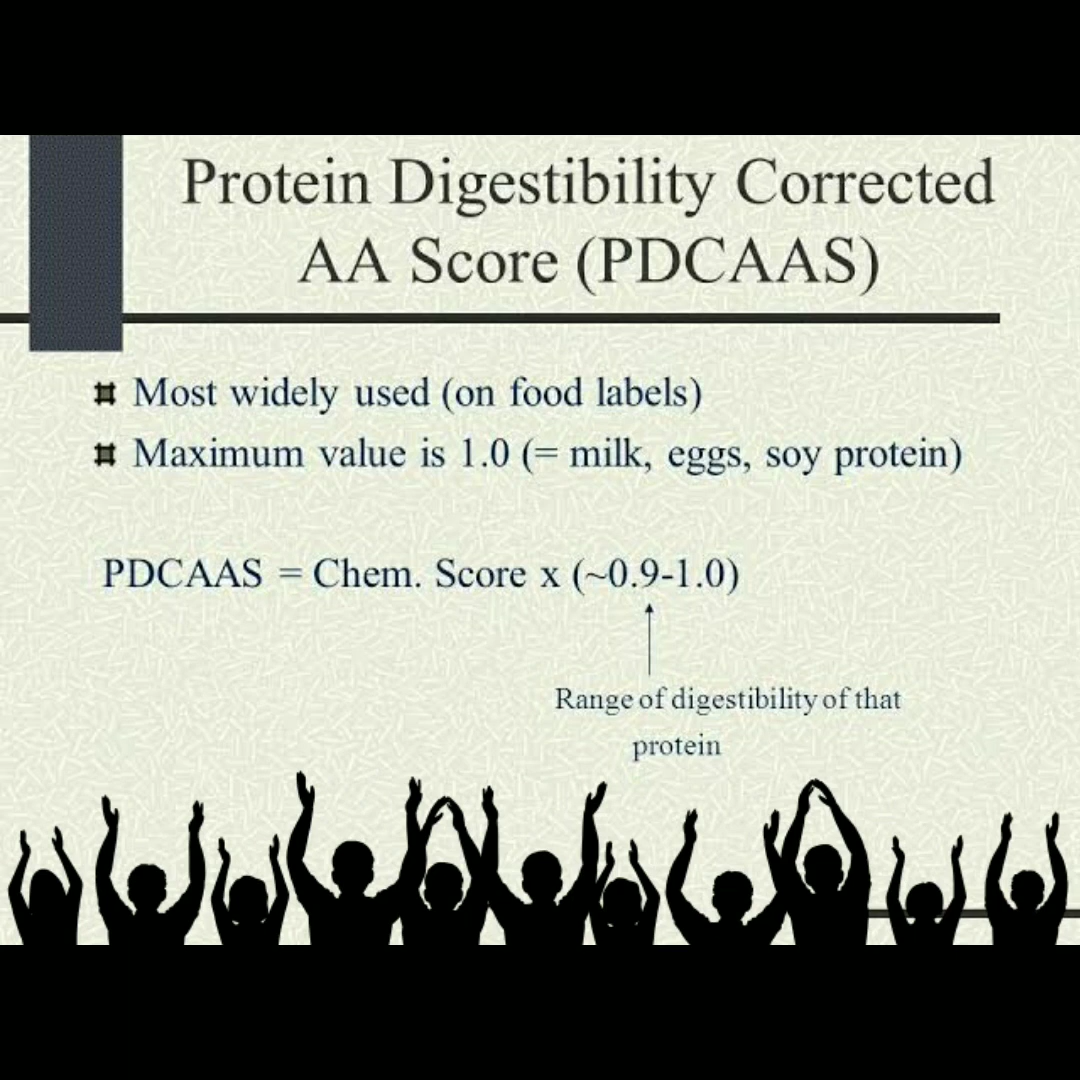 Protein Digestibility Corrected
AA Score (PDCAAS)
Most widely used (on food labels)
Maximum value is 1.0 (= milk, eggs, soy protein)
PDCAAS = Chem. Score x (~0.9-1.0)
Range of digestibility of that
protein